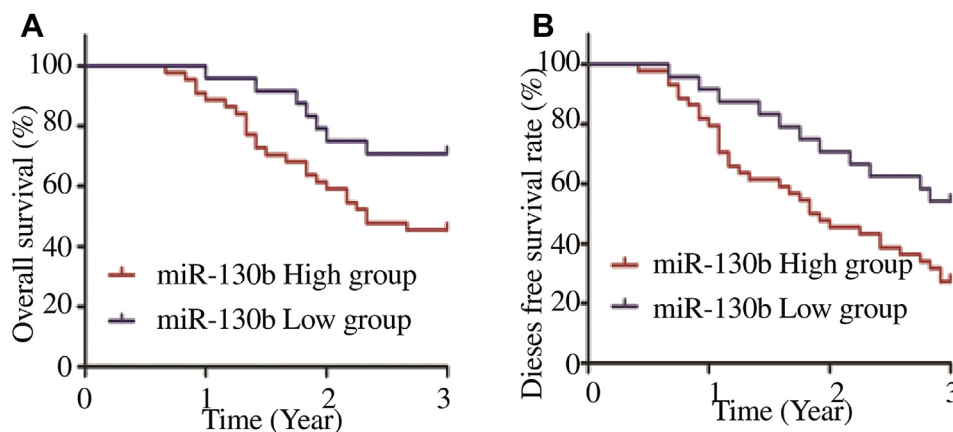 A
Overall survival (%)
100
80
60
40
20
0
miR-130b High group
miR-130b Low group
0 1 2 3
Time (Year)
B
Dieses free survival rate (%)
100
80
60
40
20
0
miR-130b High group
miR-130b Low group
0 1 2 3
Time (Year)